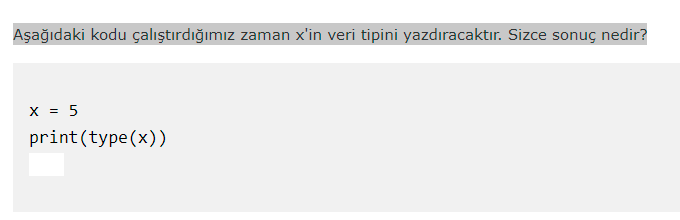 Aşağıdaki kodu çalıştırdığımız zaman x'in veri tipini yazdıracaktır. Sizce sonuç nedir?
x = 5
print(type(x))